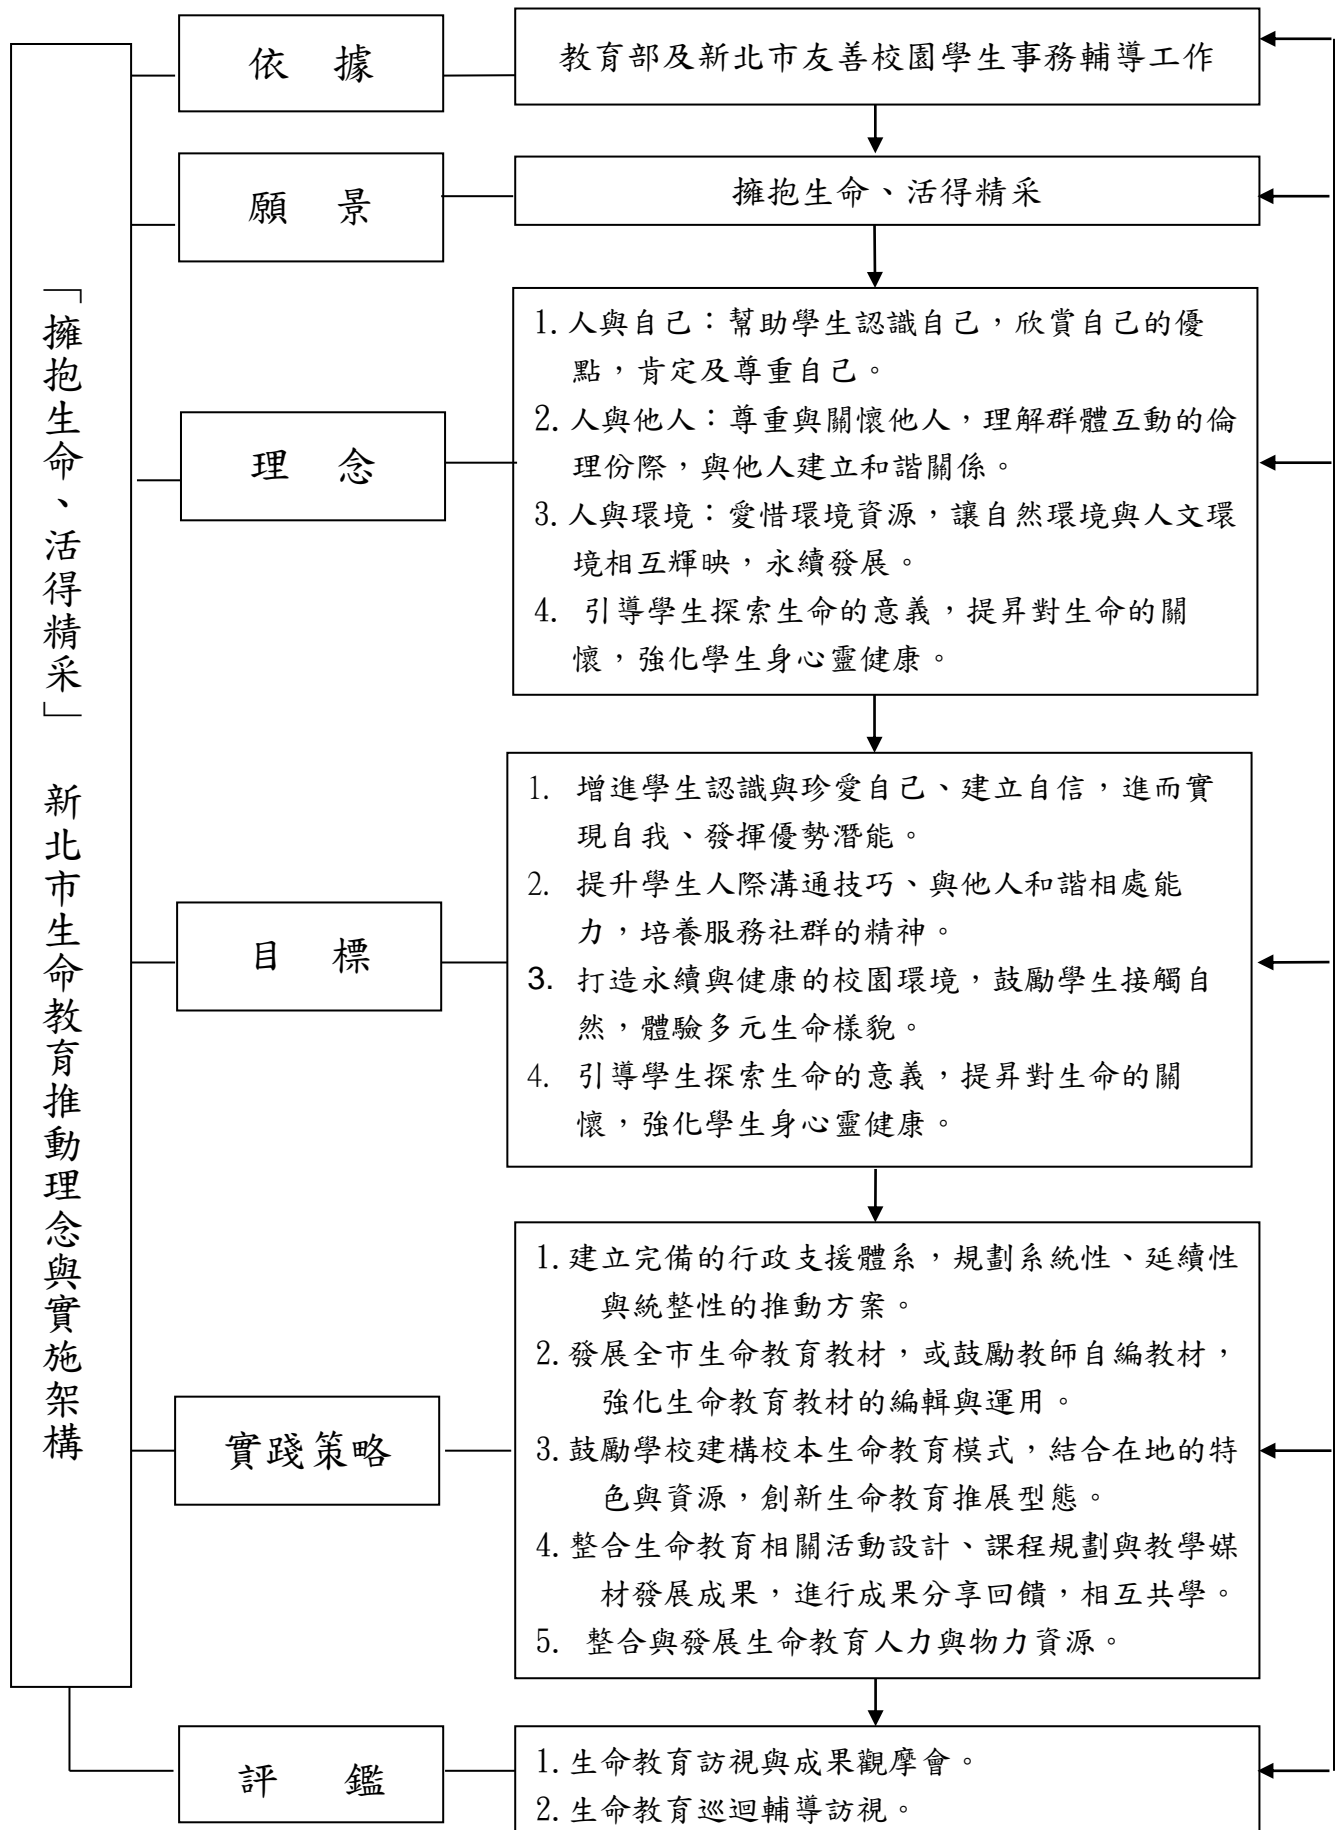 「擁抱生命、活得精采」 新北市生命教育推動理念與實施架構
依 據
教育部及新北市友善校園學生事務輔導工作
願 景
擁抱生命、活得精采
理 念
1.人與自己：幫助學生認識自己，欣賞自己的優
點，肯定及尊重自己。
2.人與他人：尊重與關懷他人，理解群體互動的倫
理份際，與他人建立和諧關係。
3.人與環境：愛惜環境資源，讓自然環境與人文環
境相互輝映，永續發展。
4. 引導學生探索生命的意義，提昇對生命的關
懷，強化學生身心靈健康。
目 標
1. 增進學生認識與珍愛自己、建立自信，進而實
現自我、發揮優勢潛能。
2. 提升學生人際溝通技巧、與他人和諧相處能
力，培養服務社群的精神。
3. 打造永續與健康的校園環境，鼓勵學生接觸自
然，體驗多元生命樣貌。
4. 引導學生探索生命的意義，提昇對生命的關
懷，強化學生身心靈健康。
實踐策略
1.建立完備的行政支援體系，規劃系統性、延續性
與統整性的推動方案。
2.發展全市生命教育教材，或鼓勵教師自編教材，
強化生命教育教材的編輯與運用。
3.鼓勵學校建構校本生命教育模式，結合在地的特
色與資源，創新生命教育推展型態。
4.整合生命教育相關活動設計、課程規劃與教學媒
材發展成果，進行成果分享回饋，相互共學。
5. 整合與發展生命教育人力與物力資源。
評 鑑
1.生命教育訪視與成果觀摩會。
2.生命教育巡迴輔導訪視。